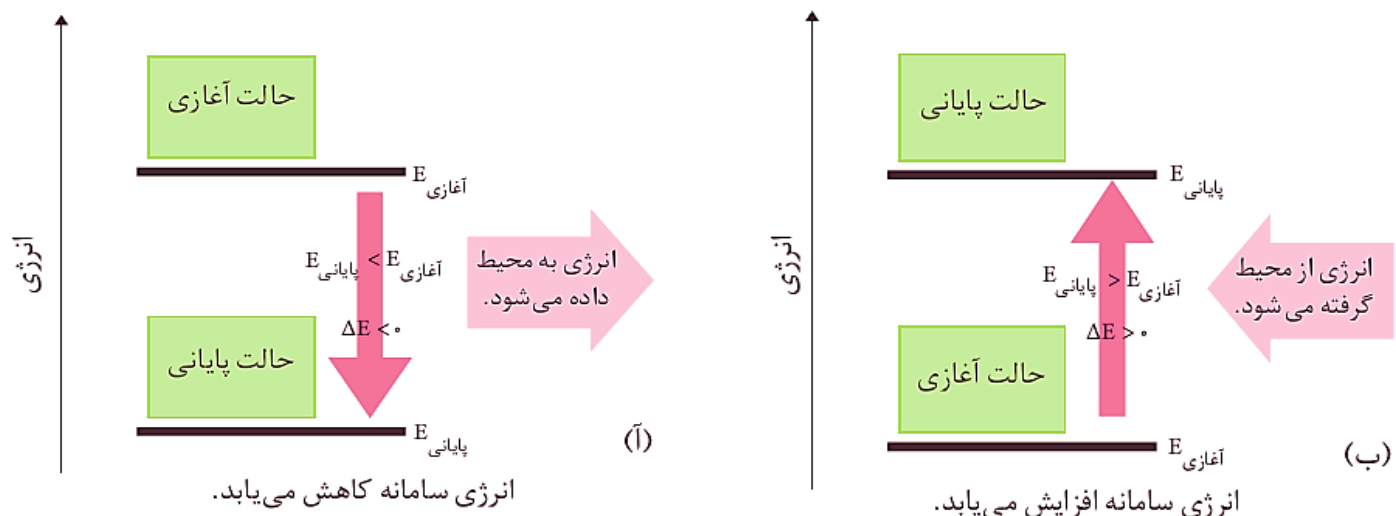 انرژی
حالت آغازی
E آغازی
E پایانی < E آغازی
ΔE < ۰
انرژی به محیط
داده می‌شود.
حالت پایانی
E پایانی
(آ)
انرژی سامانه کاهش می‌یابد.
انرژی
حالت پایانی
E پایانی
E پایانی > E آغازی
ΔE > ۰
انرژی از محیط
گرفته می‌شود.
حالت آغازی
E آغازی
(ب)
انرژی سامانه افزایش می‌یابد.